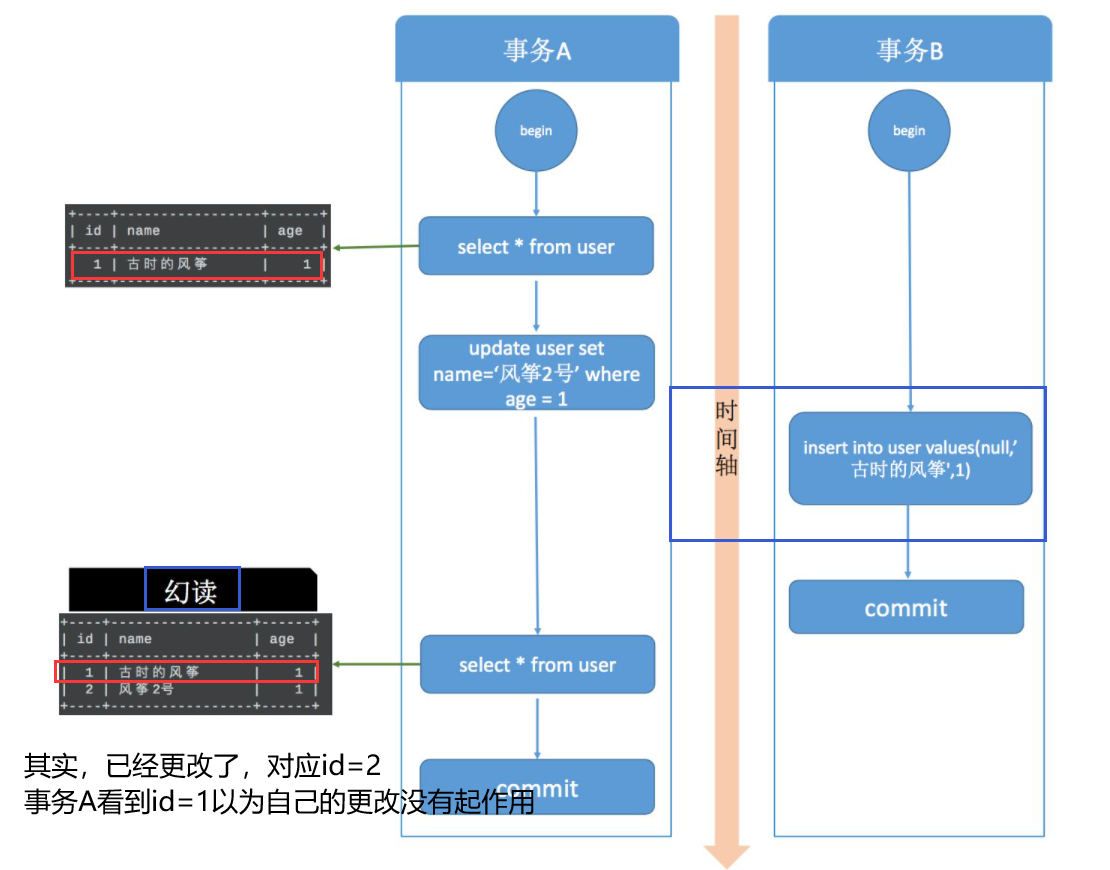 事务A
事务B
begin
begin
+----+-----------------+------+
| id | name | age |
+----+-----------------+------+
| 1 | 古时的风筝 | 1 |
+----+-----------------+------+
select * from user
update user set
name=‘风筝2号’ where
age = 1
时
间
轴
insert into user values(null,’
古时的风筝',1)
commit
幻读
+----+-----------------+------+
| id | name | age |
+----+-----------------+------+
| 1 | 古时的风筝 | 1 |
| 2 | 风筝2号 | 1 |
+----+-----------------+------+
select * from user
commit
其实，已经更改了，对应id=2
事务A看到id=1以为自己的更改没有起作用